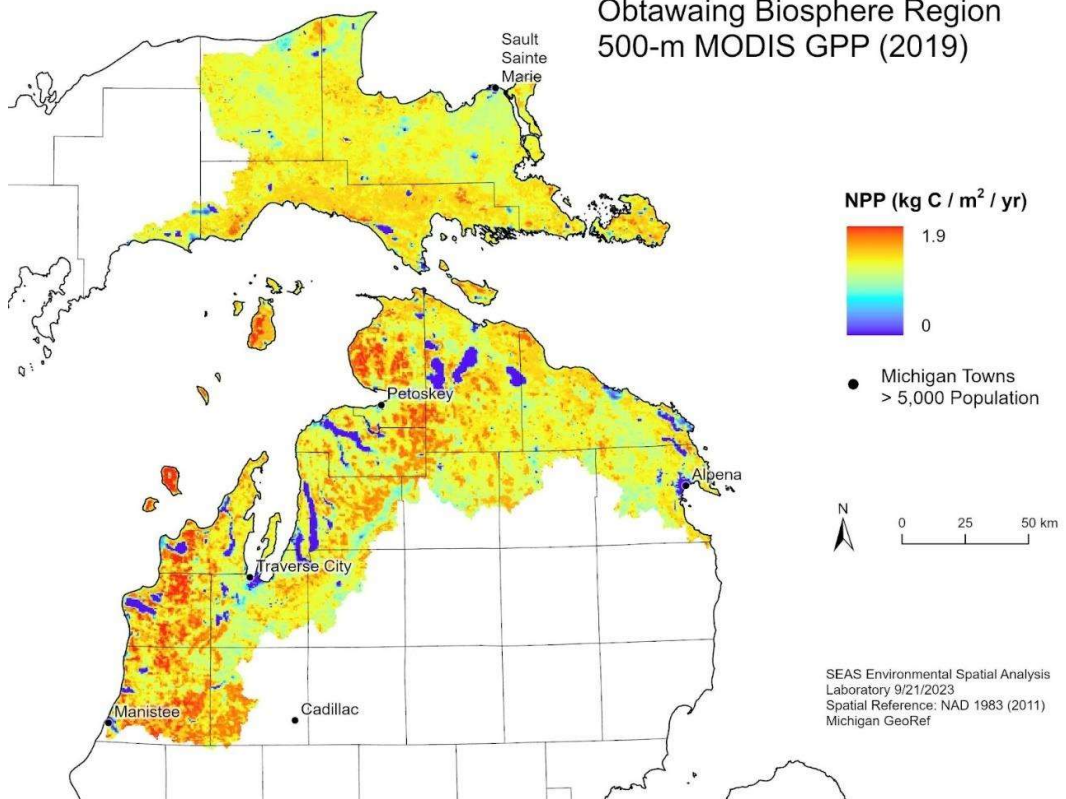 Obtawaing Biosphere Region
500-m MODIS GPP (2019)
Sault
Sainte
Marie
NPP (kg C / m² / yr)
1.9
0
Michigan Towns
> 5,000 Population
Petoskey
Alpena
N
0 25 50 km
Traverse City
SEAS Environmental Spatial Analysis
Laboratory 9/21/2023
Spatial Reference: NAD 1983 (2011)
Michigan GeoRef
Manistee
Cadillac